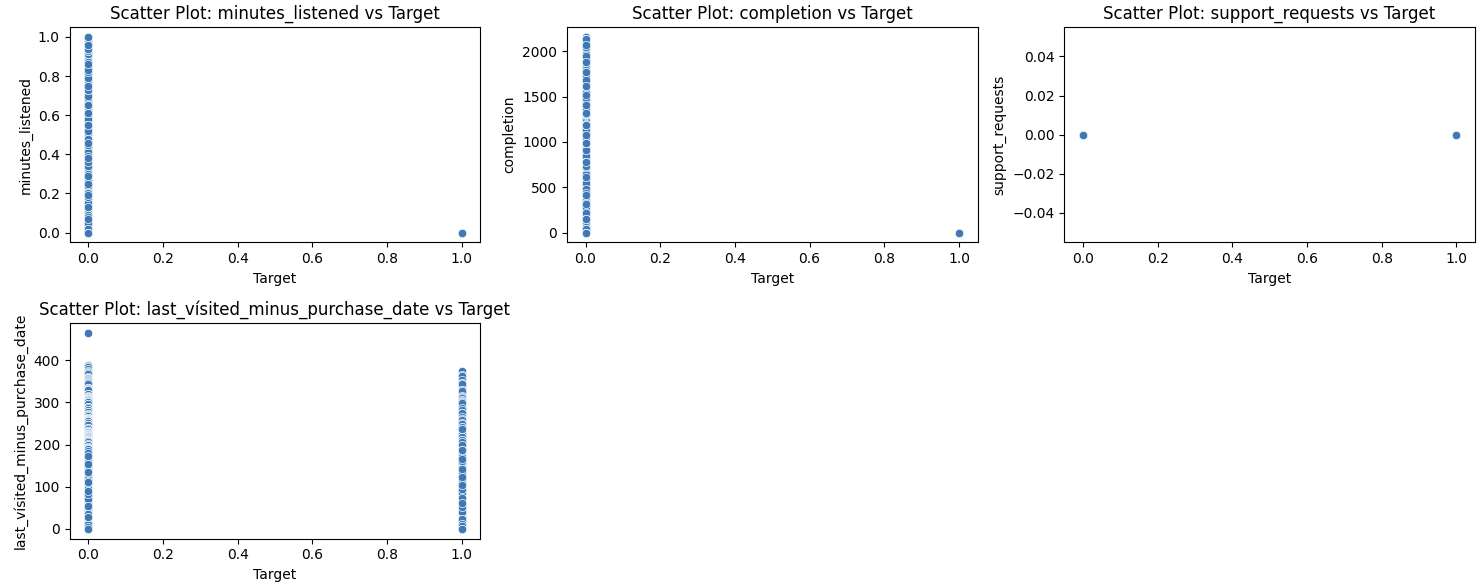 Scatter Plot: minutes_listened vs Target
minutes_listened
1.0
0.8
0.6
0.4
0.2
0.0
0.0 0.2 0.4 0.6 0.8 1.0
Target
Scatter Plot: completion vs Target
completion
2000
1500
1000
500
0
0.0 0.2 0.4 0.6 0.8 1.0
Target
Scatter Plot: support_requests vs Target
support_requests
0.04
0.02
0.00
−0.02
−0.04
0.0 0.2 0.4 0.6 0.8 1.0
Target
Scatter Plot: last_vísited_minus_purchase_date vs Target
last_vísited_minus_purchase_date
400
300
200
100
0
0.0 0.2 0.4 0.6 0.8 1.0
Target